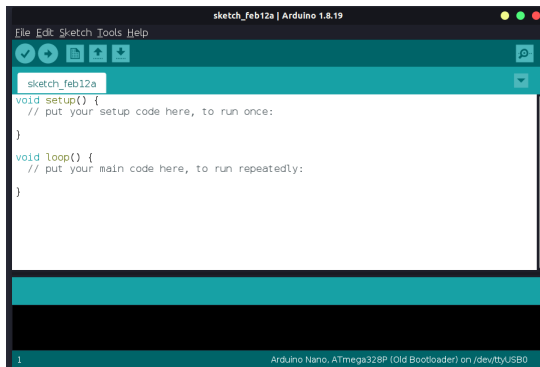 sketch_feb12a | Arduino 1.8.19
File Edit Sketch Tools Help
sketch_feb12a
void setup() {
// put your setup code here, to run once:
}
void loop() {
// put your main code here, to run repeatedly:
}
1
Arduino Nano, ATmega328P (Old Bootloader) on /dev/ttyUSB0